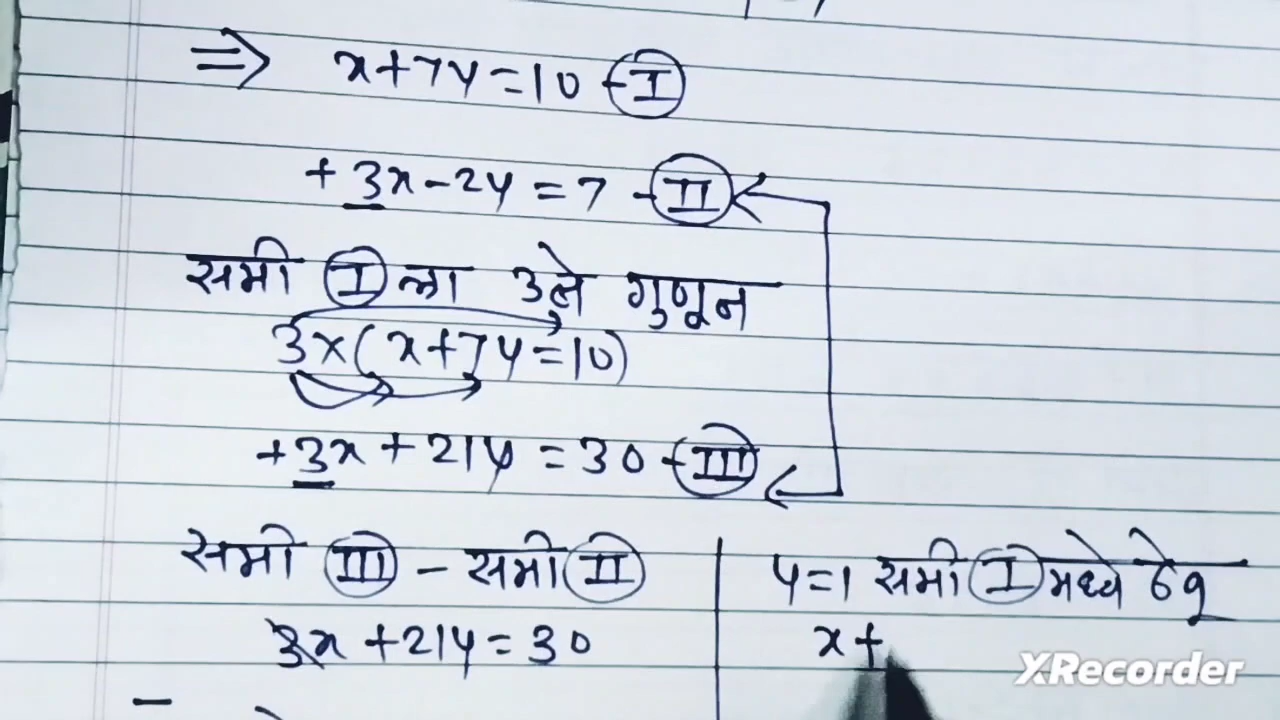 ⇒ x+7y=10 -Ⓘ
+3x-2y=7 -(II)
समी Ⓘ ला 3ने गुणून
3×(x+7y=10)
+3x+21y=30 -(III)
समी (III) - समी (II)
3x+21y=30
-
y=1 समी Ⓘ मध्ये ठेवू
x+
XRecorder